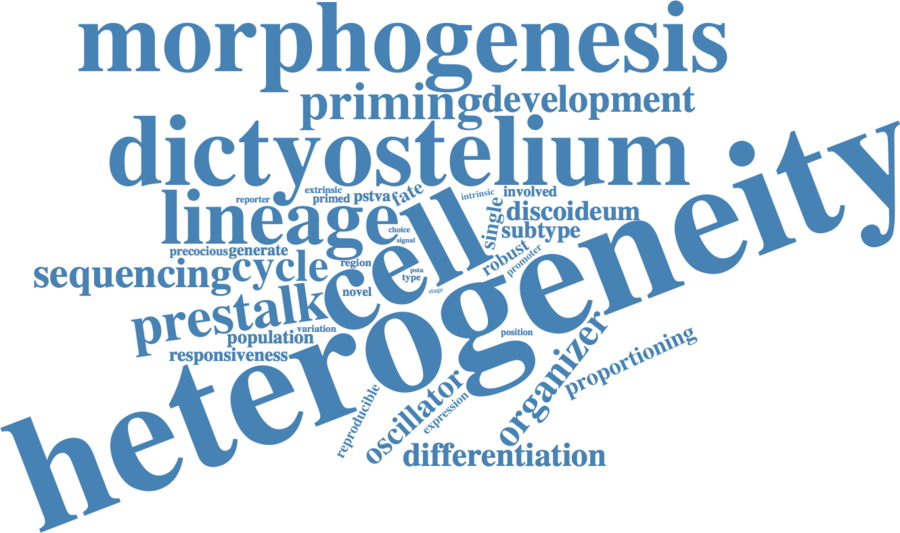 morphogenesis
priming development
dictyostelium
heterogeneity
extrinsic
reporter primed pstva fate intrinsic involved
lineage choice single discoideum
signal subtype
precocious generate cell robust promoter
sequencing cycle region psta
type
novel stage
prestalk variation position
population
responsiveness
organizer proportioning
reproducible oscillator expression
differentiation